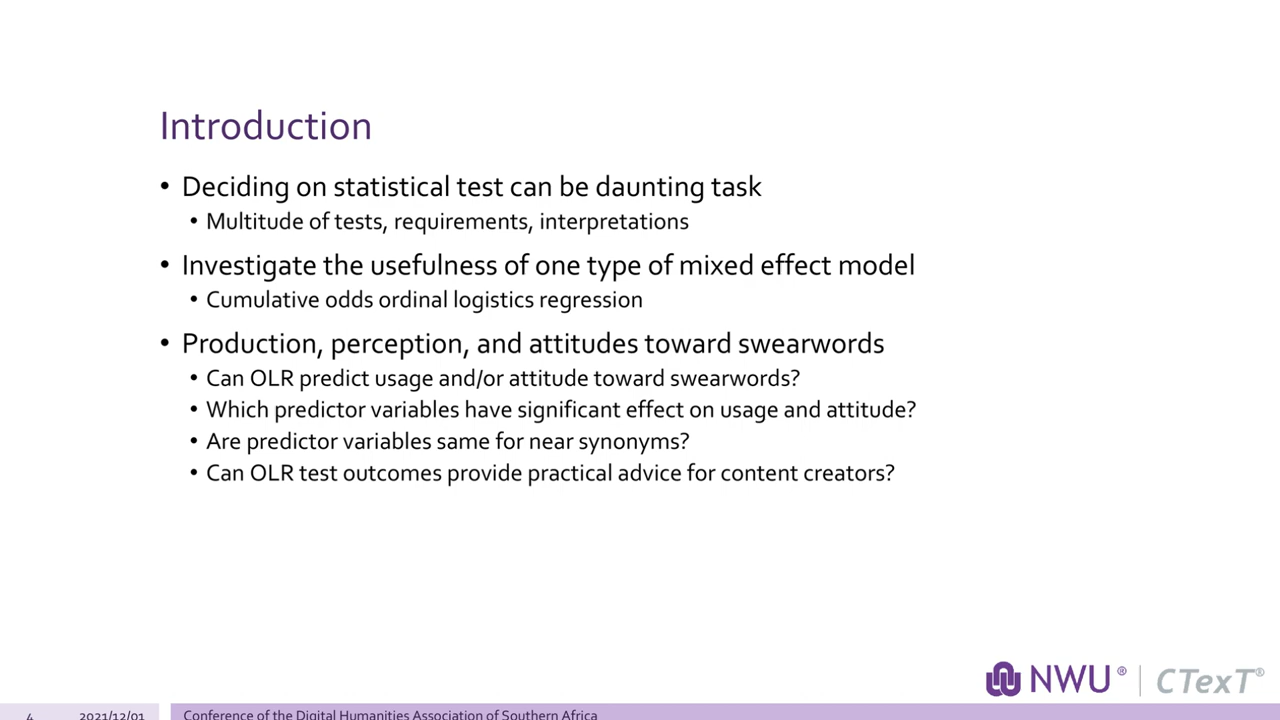 Introduction
• Deciding on statistical test can be daunting task
• Multitude of tests, requirements, interpretations
• Investigate the usefulness of one type of mixed effect model
• Cumulative odds ordinal logistics regression
• Production, perception, and attitudes toward swearwords
• Can OLR predict usage and/or attitude toward swearwords?
• Which predictor variables have significant effect on usage and attitude?
• Are predictor variables same for near synonyms?
• Can OLR test outcomes provide practical advice for content creators?
NWU® | CTexT®
4 2021/12/01 Conference of the Digital Humanities Association of Southern Africa